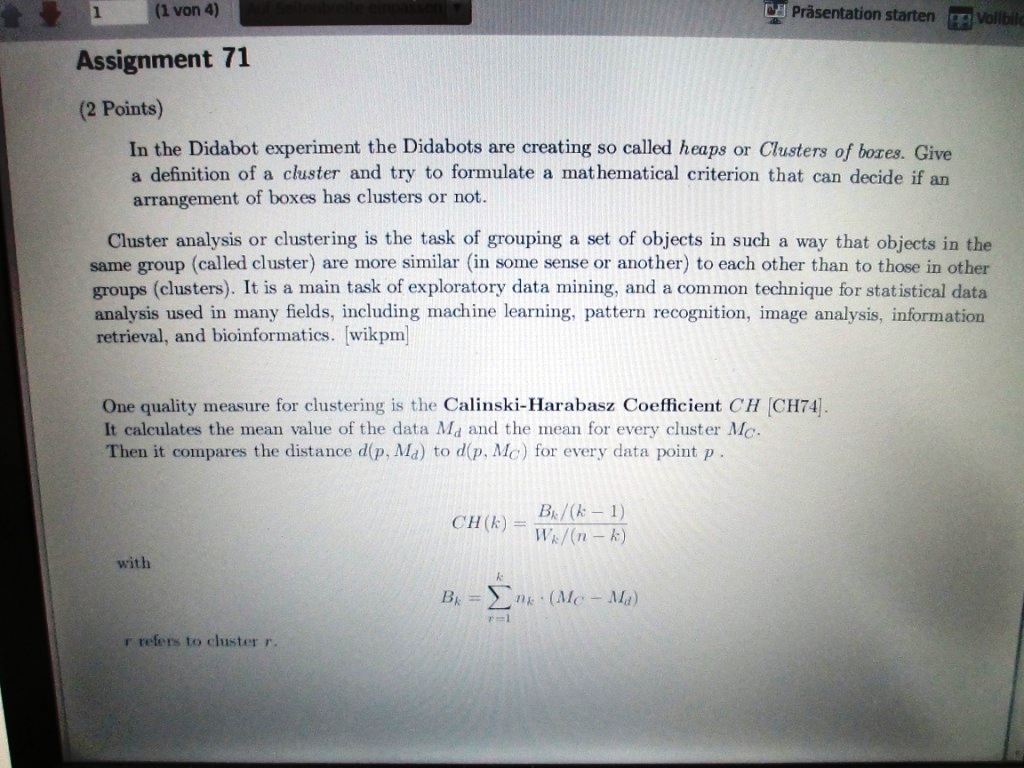 1 (1 von 4) Auf Seitenbreite einpassen Präsentation starten Vollbild
Assignment 71
(2 Points)
In the Didabot experiment the Didabots are creating so called heaps or Clusters of boxes. Give
a definition of a cluster and try to formulate a mathematical criterion that can decide if an
arrangement of boxes has clusters or not.
Cluster analysis or clustering is the task of grouping a set of objects in such a way that objects in the
same group (called cluster) are more similar (in some sense or another) to each other than to those in other
groups (clusters). It is a main task of exploratory data mining, and a common technique for statistical data
analysis used in many fields, including machine learning, pattern recognition, image analysis, information
retrieval, and bioinformatics. [wikpm]
One quality measure for clustering is the Calinski-Harabasz Coefficient CH [CH74].
It calculates the mean value of the data M_d and the mean for every cluster M_C.
Then it compares the distance d(p, M_d) to d(p, M_C) for every data point p .
CH(k) = B_k/(k − 1) / W_k/(n − k)
with
B_k = ∑_{r=1}^{k} n_k · (M_C − M_d)
r refers to cluster r.